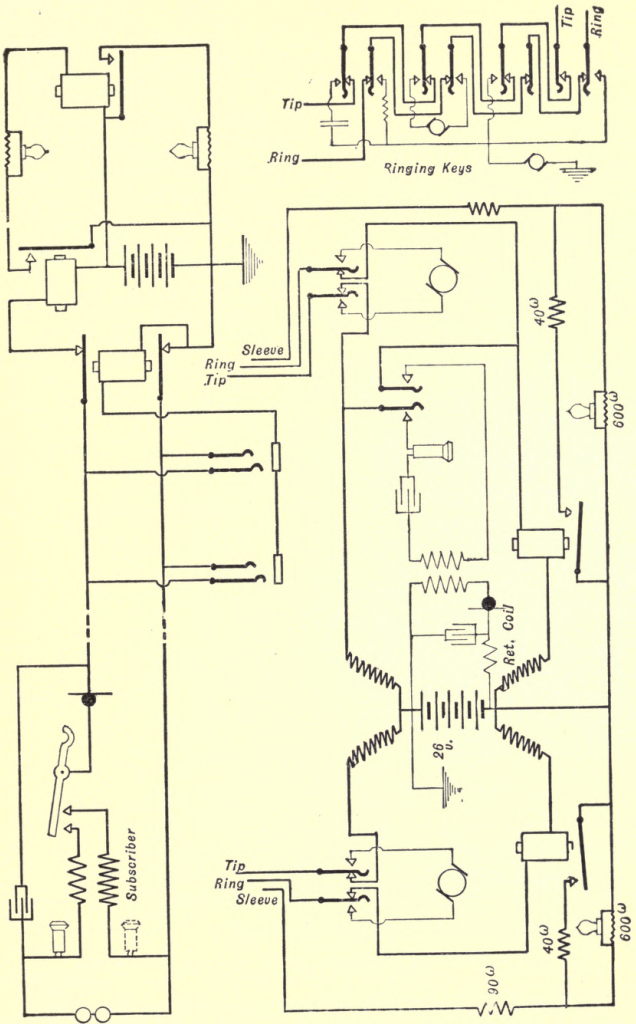 Tip
Ring
Tip
Ring
Ringing Keys
Sleeve
Ring
Tip
40ω
600ω
Ret. Coil
26 v.
Subscriber
Tip
Ring
Sleeve
90ω
40ω
600ω